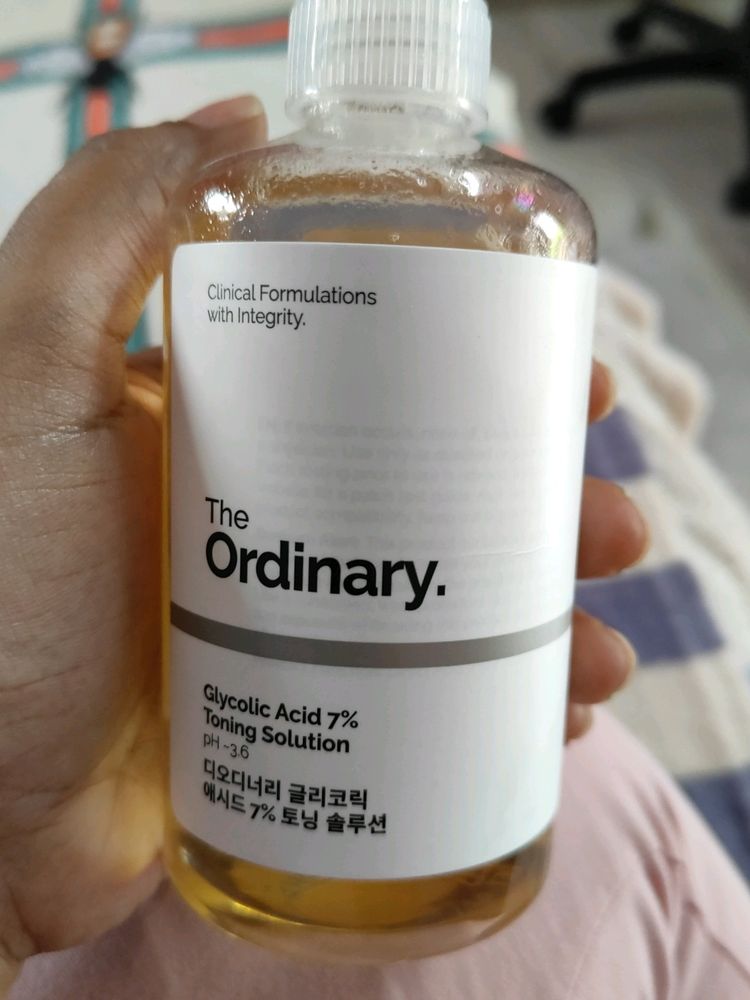 Clinical Formulations
with Integrity.
The
Ordinary.
Glycolic Acid 7%
Toning Solution
pH ~3.6
디오디너리 글리코릭
애시드 7% 토닝 솔루션